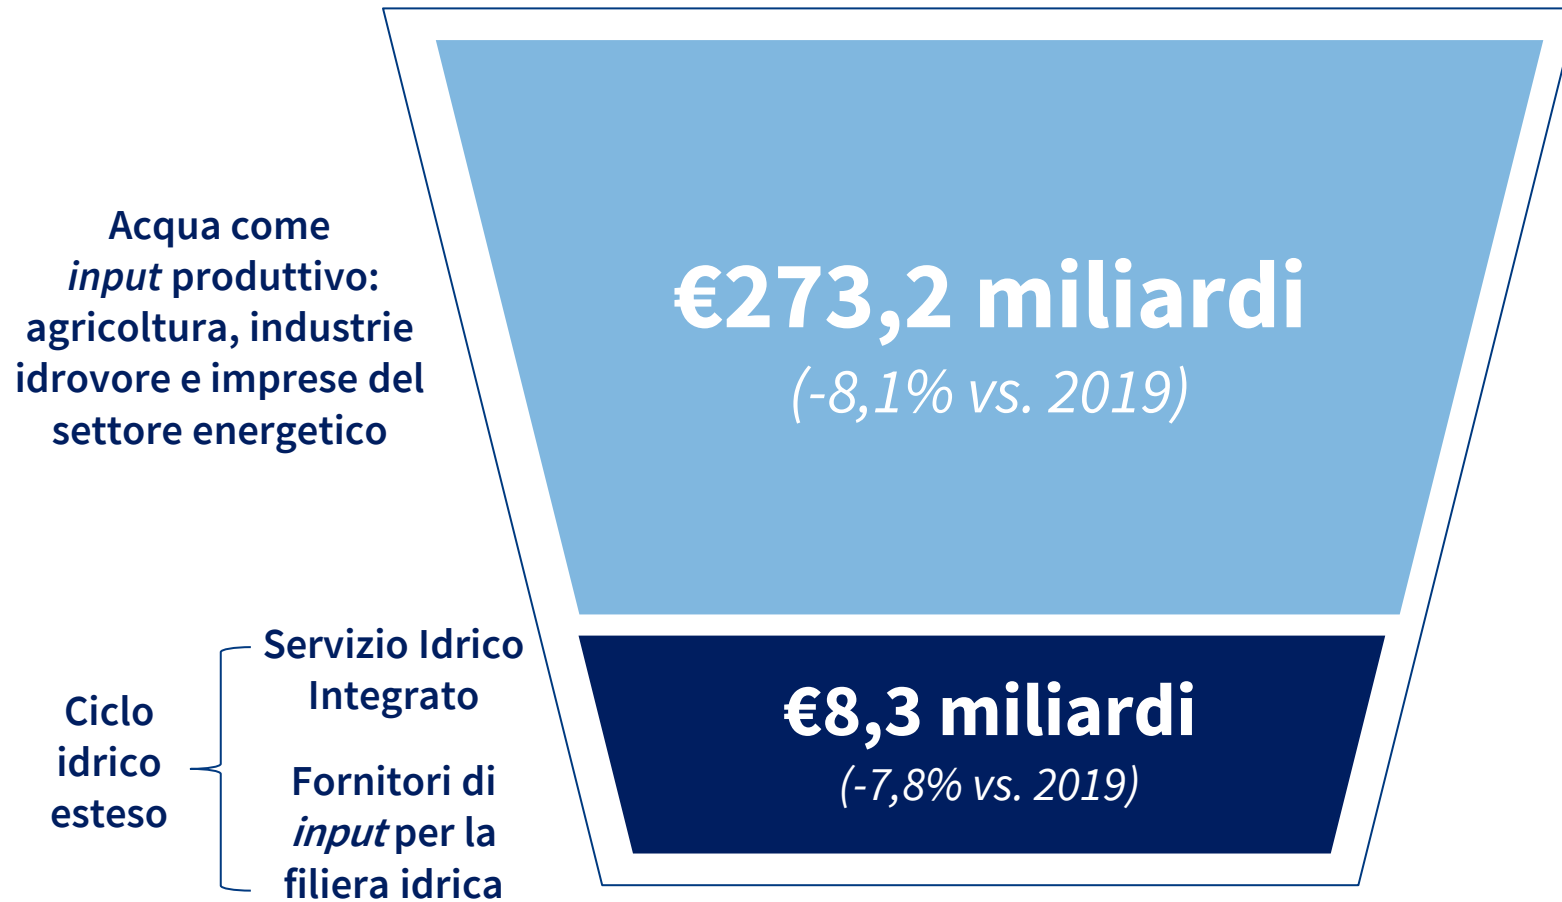 Acqua come
input produttivo:
agricoltura, industrie
idrovore e imprese del
settore energetico
€273,2 miliardi
(-8,1% vs. 2019)
Ciclo
idrico
esteso
Servizio Idrico
Integrato
Fornitori di
input per la
filiera idrica
€8,3 miliardi
(-7,8% vs. 2019)